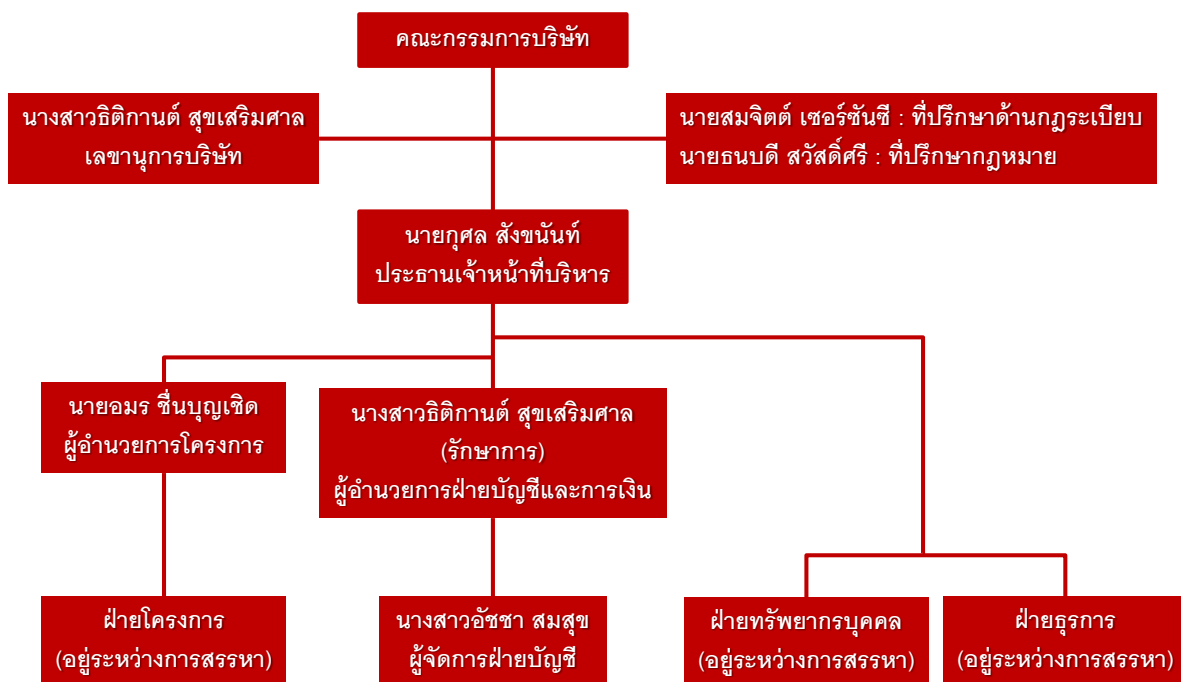 คณะกรรมการบริษัท
นางสาวธิติกานต์ สุขเสริมศาล
เลขานุการบริษัท
นายสมจิตต์ เซอร์ซันซี : ที่ปรึกษาด้านกฎระเบียบ
นายธนบดี สวัสดิ์ศรี : ที่ปรึกษากฎหมาย
นายกุศล สังขนันท์
ประธานเจ้าหน้าที่บริหาร
นายอมร ชื่นบุญเชิด
ผู้อำนวยการโครงการ
นางสาวธิติกานต์ สุขเสริมศาล
(รักษาการ)
ผู้อำนวยการฝ่ายบัญชีและการเงิน
ฝ่ายโครงการ
(อยู่ระหว่างการสรรหา)
นางสาวอัชชา สมสุข
ผู้จัดการฝ่ายบัญชี
ฝ่ายทรัพยากรบุคคล
(อยู่ระหว่างการสรรหา)
ฝ่ายธุรการ
(อยู่ระหว่างการสรรหา)